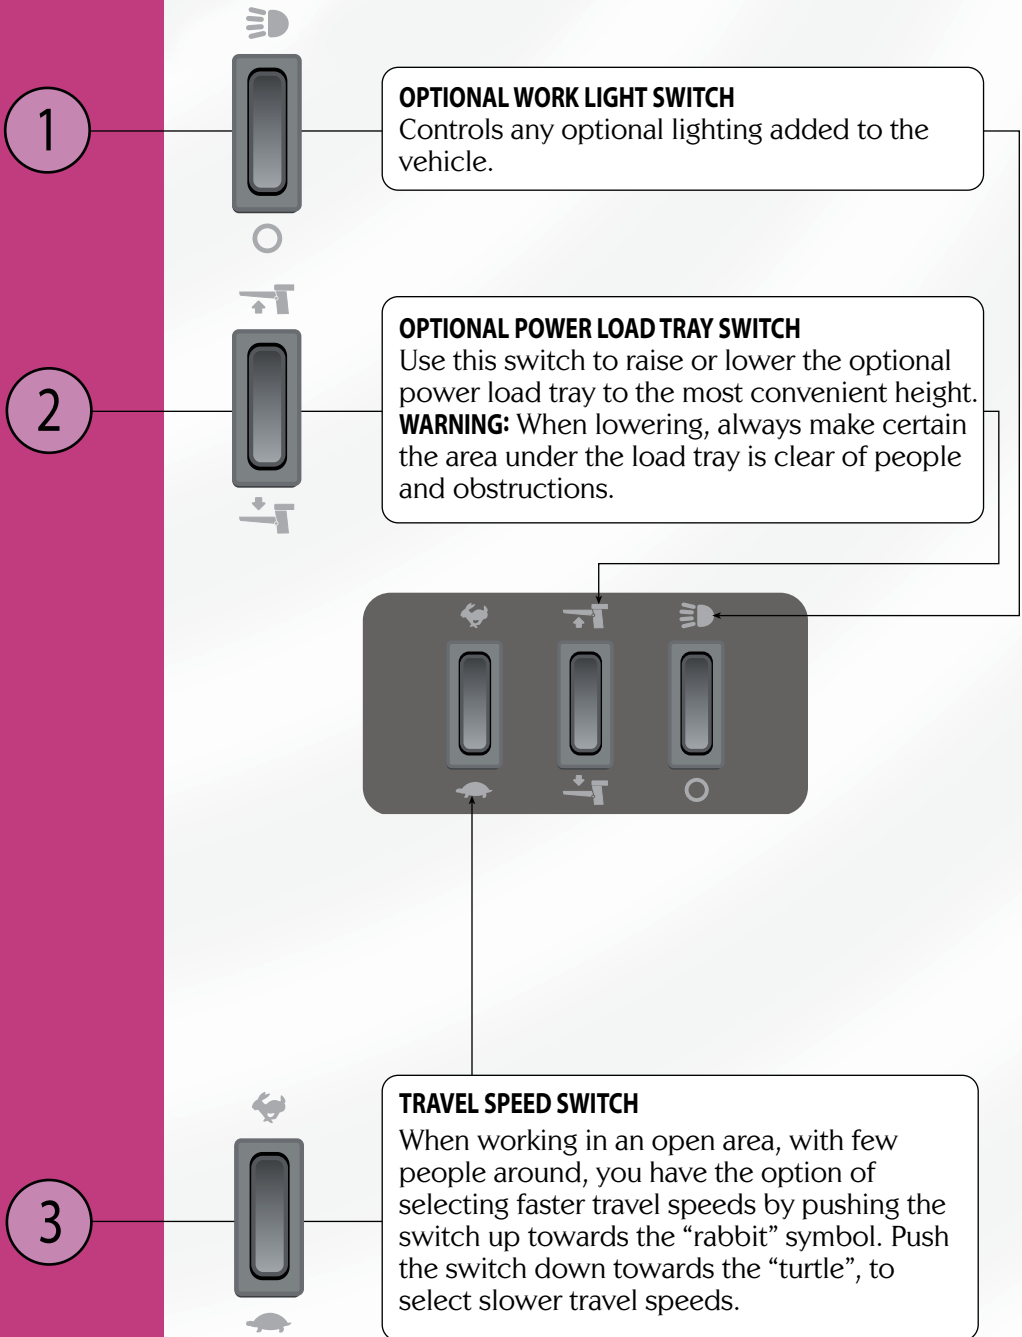 1
OPTIONAL WORK LIGHT SWITCH
Controls any optional lighting added to the
vehicle.
2
OPTIONAL POWER LOAD TRAY SWITCH
Use this switch to raise or lower the optional
power load tray to the most convenient height.
WARNING: When lowering, always make certain
the area under the load tray is clear of people
and obstructions.
3
TRAVEL SPEED SWITCH
When working in an open area, with few
people around, you have the option of
selecting faster travel speeds by pushing the
switch up towards the “rabbit” symbol. Push
the switch down towards the “turtle”, to
select slower travel speeds.